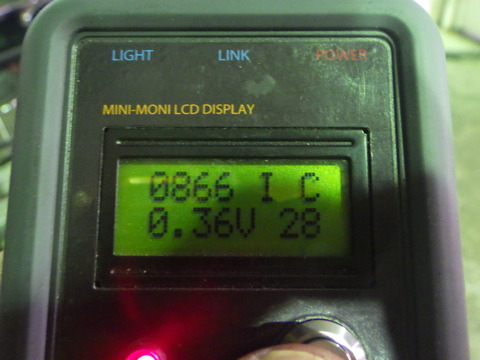 LIGHT LINK POWER
MINI-MONI LCD DISPLAY
0866 I C
0.36V 28